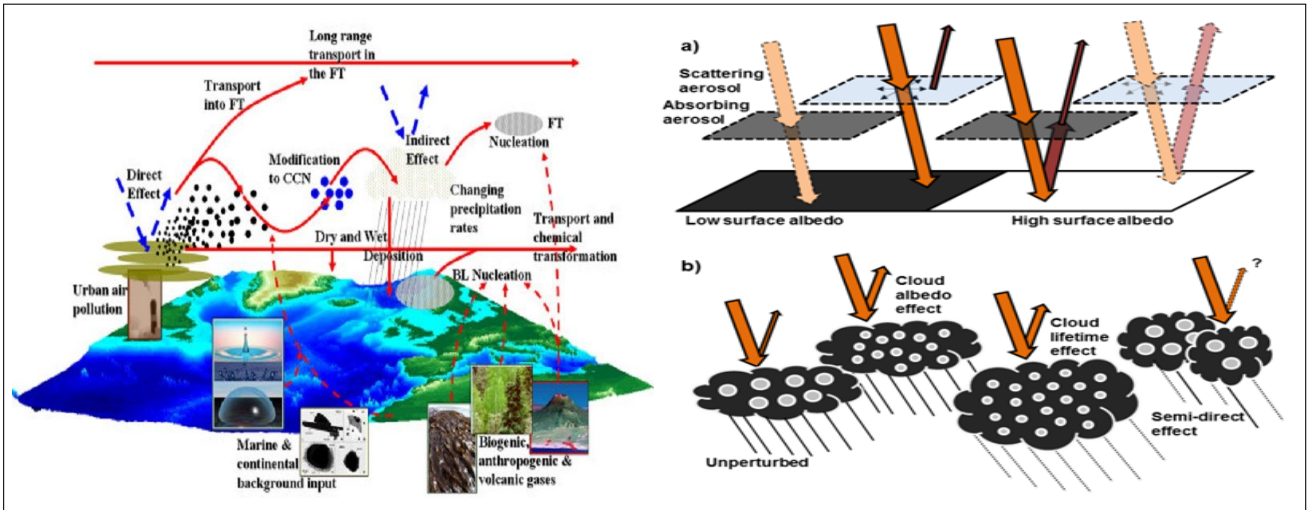 Long range
transport in
the FT
Transport
into FT
Indirect
Effect
FT
Nucleation
Modification
to CCN
Direct
Effect
Changing
precipitation
rates
Transport and
chemical
transformation
Dry and Wet
Deposition
BL Nucleation
Urban air
pollution
Marine &
continental
background input
Biogenic,
anthropogenic &
volcanic gases
a)
Scattering
aerosol
Absorbing
aerosol
Low surface albedo
High surface albedo
b)
Cloud
albedo
effect
?
Cloud
lifetime
effect
Semi-direct
effect
Unperturbed